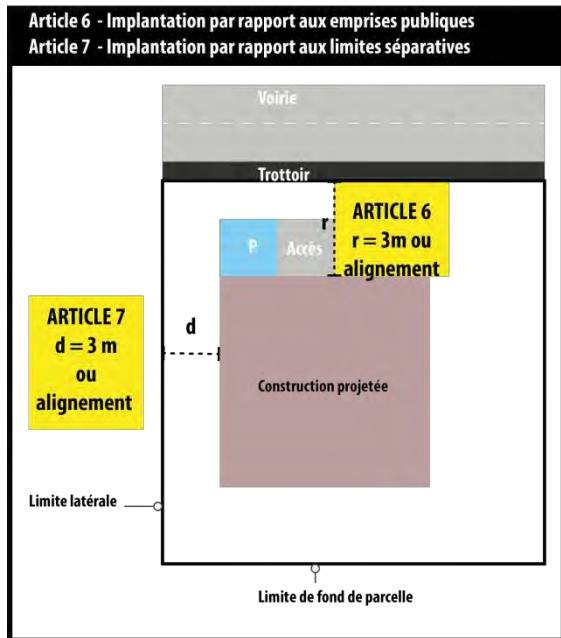 Article 6 - Implantation par rapport aux emprises publiques
Article 7 - Implantation par rapport aux limites séparatives
Voirie
Trottoir
r
ARTICLE 6
r = 3m ou
alignement
P
Accès
ARTICLE 7
d = 3 m
ou
alignement
d
Construction projetée
Limite latérale
Limite de fond de parcelle